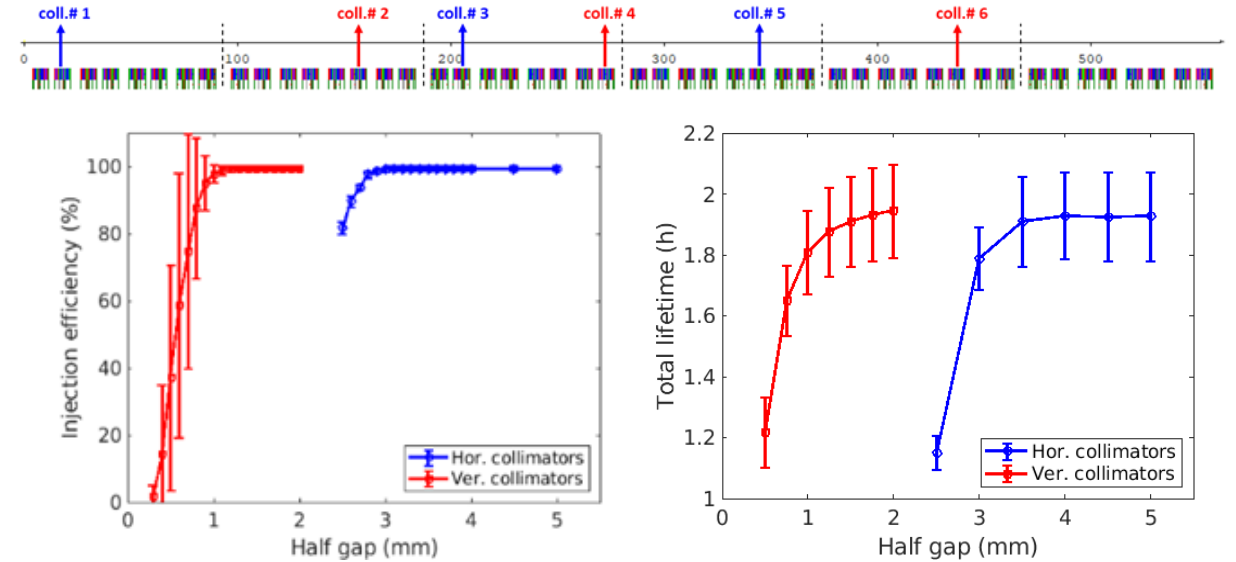 coll.# 1 coll.# 2 coll.# 3 coll.# 4 coll.# 5 coll.# 6
0 100 200 300 400 500
100
80
60
40
20
0
Injection efficiency (%)
0 1 2 3 4 5
Half gap (mm)
Hor. collimators
Ver. collimators
2.2
2
1.8
1.6
1.4
1.2
1
Total lifetime (h)
0 1 2 3 4 5
Half gap (mm)
Hor. collimators
Ver. collimators